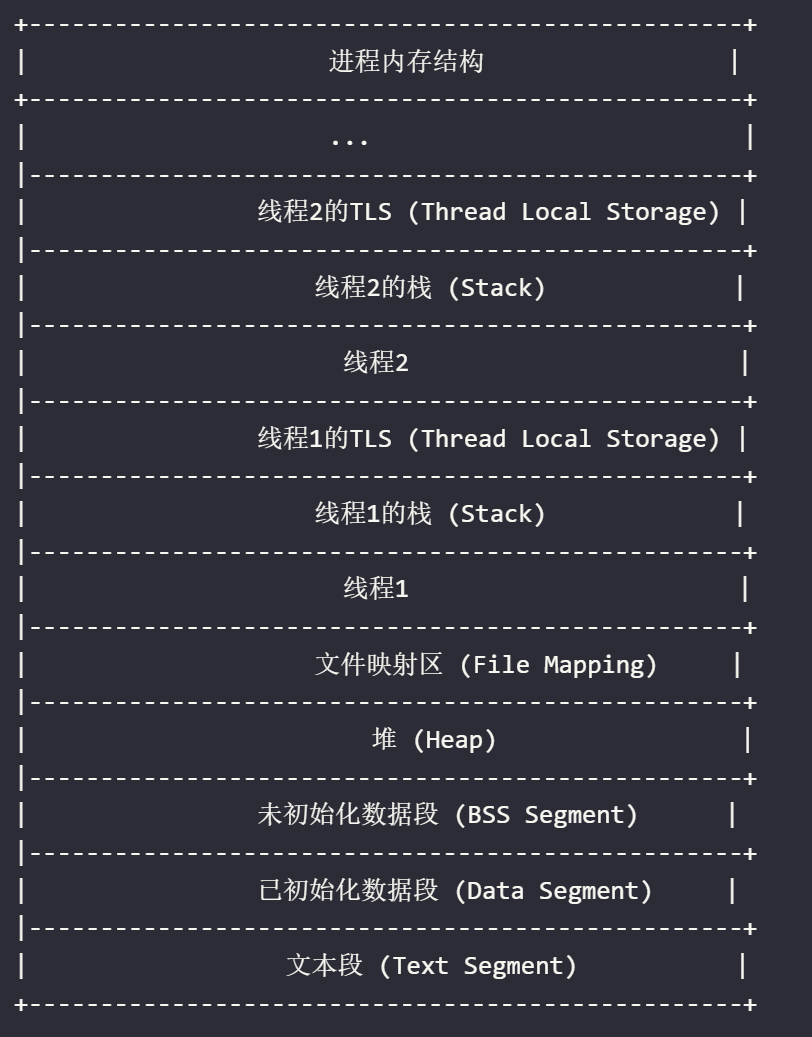 +--------------------------------------------------+
| 进程内存结构 |
+--------------------------------------------------+
| ... |
|--------------------------------------------------+
| 线程2的TLS (Thread Local Storage) |
|--------------------------------------------------+
| 线程2的栈 (Stack) |
|--------------------------------------------------+
| 线程2 |
|--------------------------------------------------+
| 线程1的TLS (Thread Local Storage) |
|--------------------------------------------------+
| 线程1的栈 (Stack) |
|--------------------------------------------------+
| 线程1 |
|--------------------------------------------------+
| 文件映射区 (File Mapping) |
|--------------------------------------------------+
| 堆 (Heap) |
|--------------------------------------------------+
| 未初始化数据段 (BSS Segment) |
|--------------------------------------------------+
| 已初始化数据段 (Data Segment) |
|--------------------------------------------------+
| 文本段 (Text Segment) |
+--------------------------------------------------+